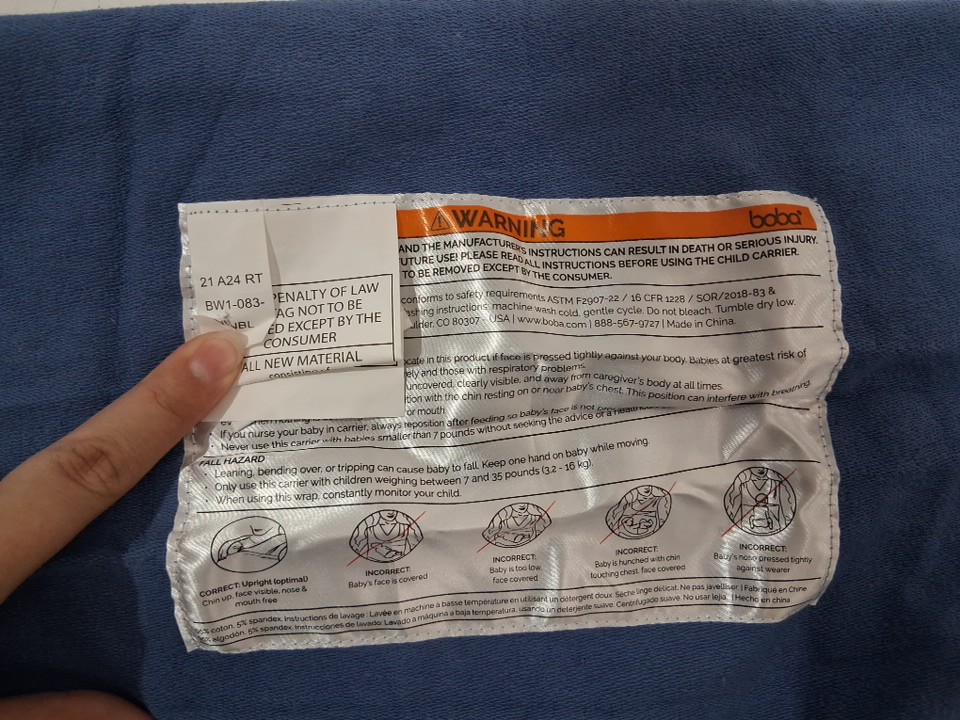 WARNING
boba
AND THE MANUFACTURER'S INSTRUCTIONS CAN RESULT IN DEATH OR SERIOUS INJURY.
UTURE USE! PLEASE READ ALL INSTRUCTIONS BEFORE USING THE CHILD CARRIER.
TO BE REMOVED EXCEPT BY THE CONSUMER.
21 A24 RT
BW1-083-
NBL
PENALTY OF LAW
TAG NOT TO BE
ED EXCEPT BY THE
CONSUMER
ALL NEW MATERIAL
consisting of
conforms to safety requirements ASTM F2907-22 / 16 CFR 1228 / SOR/2018-83 &
shing instructions: machine wash cold, gentle cycle. Do not bleach. Tumble dry low.
ulder, CO 80307 - USA | www.boba.com | 888-567-9727 | Made in China.
ocate in this product if face is pressed tightly against your body. Babies at greatest risk of
ely and those with respiratory problems.
uncovered, clearly visible, and away from caregiver's body at all times.
tion with the chin resting on or near baby's chest. This position can interfere with breathing,
or mouth.
• If you nurse your baby in carrier, always reposition after feeding so baby's face is not
• Never use this carrier with babies smaller than 7 pounds without seeking the advice of a
FALL HAZARD
• Leaning, bending over, or tripping can cause baby to fall. Keep one hand on baby while moving.
• Only use this carrier with children weighing between 7 and 35 pounds (3.2 - 16 kg).
• When using this wrap, constantly monitor your child.
CORRECT: Upright (optimal)
Chin up, face visible, nose &
mouth free
INCORRECT:
Baby's face is covered
INCORRECT:
Baby is too low,
face covered
INCORRECT:
Baby is hunched with chin
touching chest, face covered
INCORRECT:
Baby's nose pressed tightly
against wearer
5% coton, 5% spandex. Instructions de lavage : Lavée en machine à basse température en utilisant un détergent doux. Sèche linge délicat. Ne pas javelliser. | Fabriqué en Chine
% algodón, 5% spandex. Instrucciones de lavado: Lavado a máquina a baja temperatura, usando un detergente suave. Centrifugado suave. No usar lejía. | Hecho en china